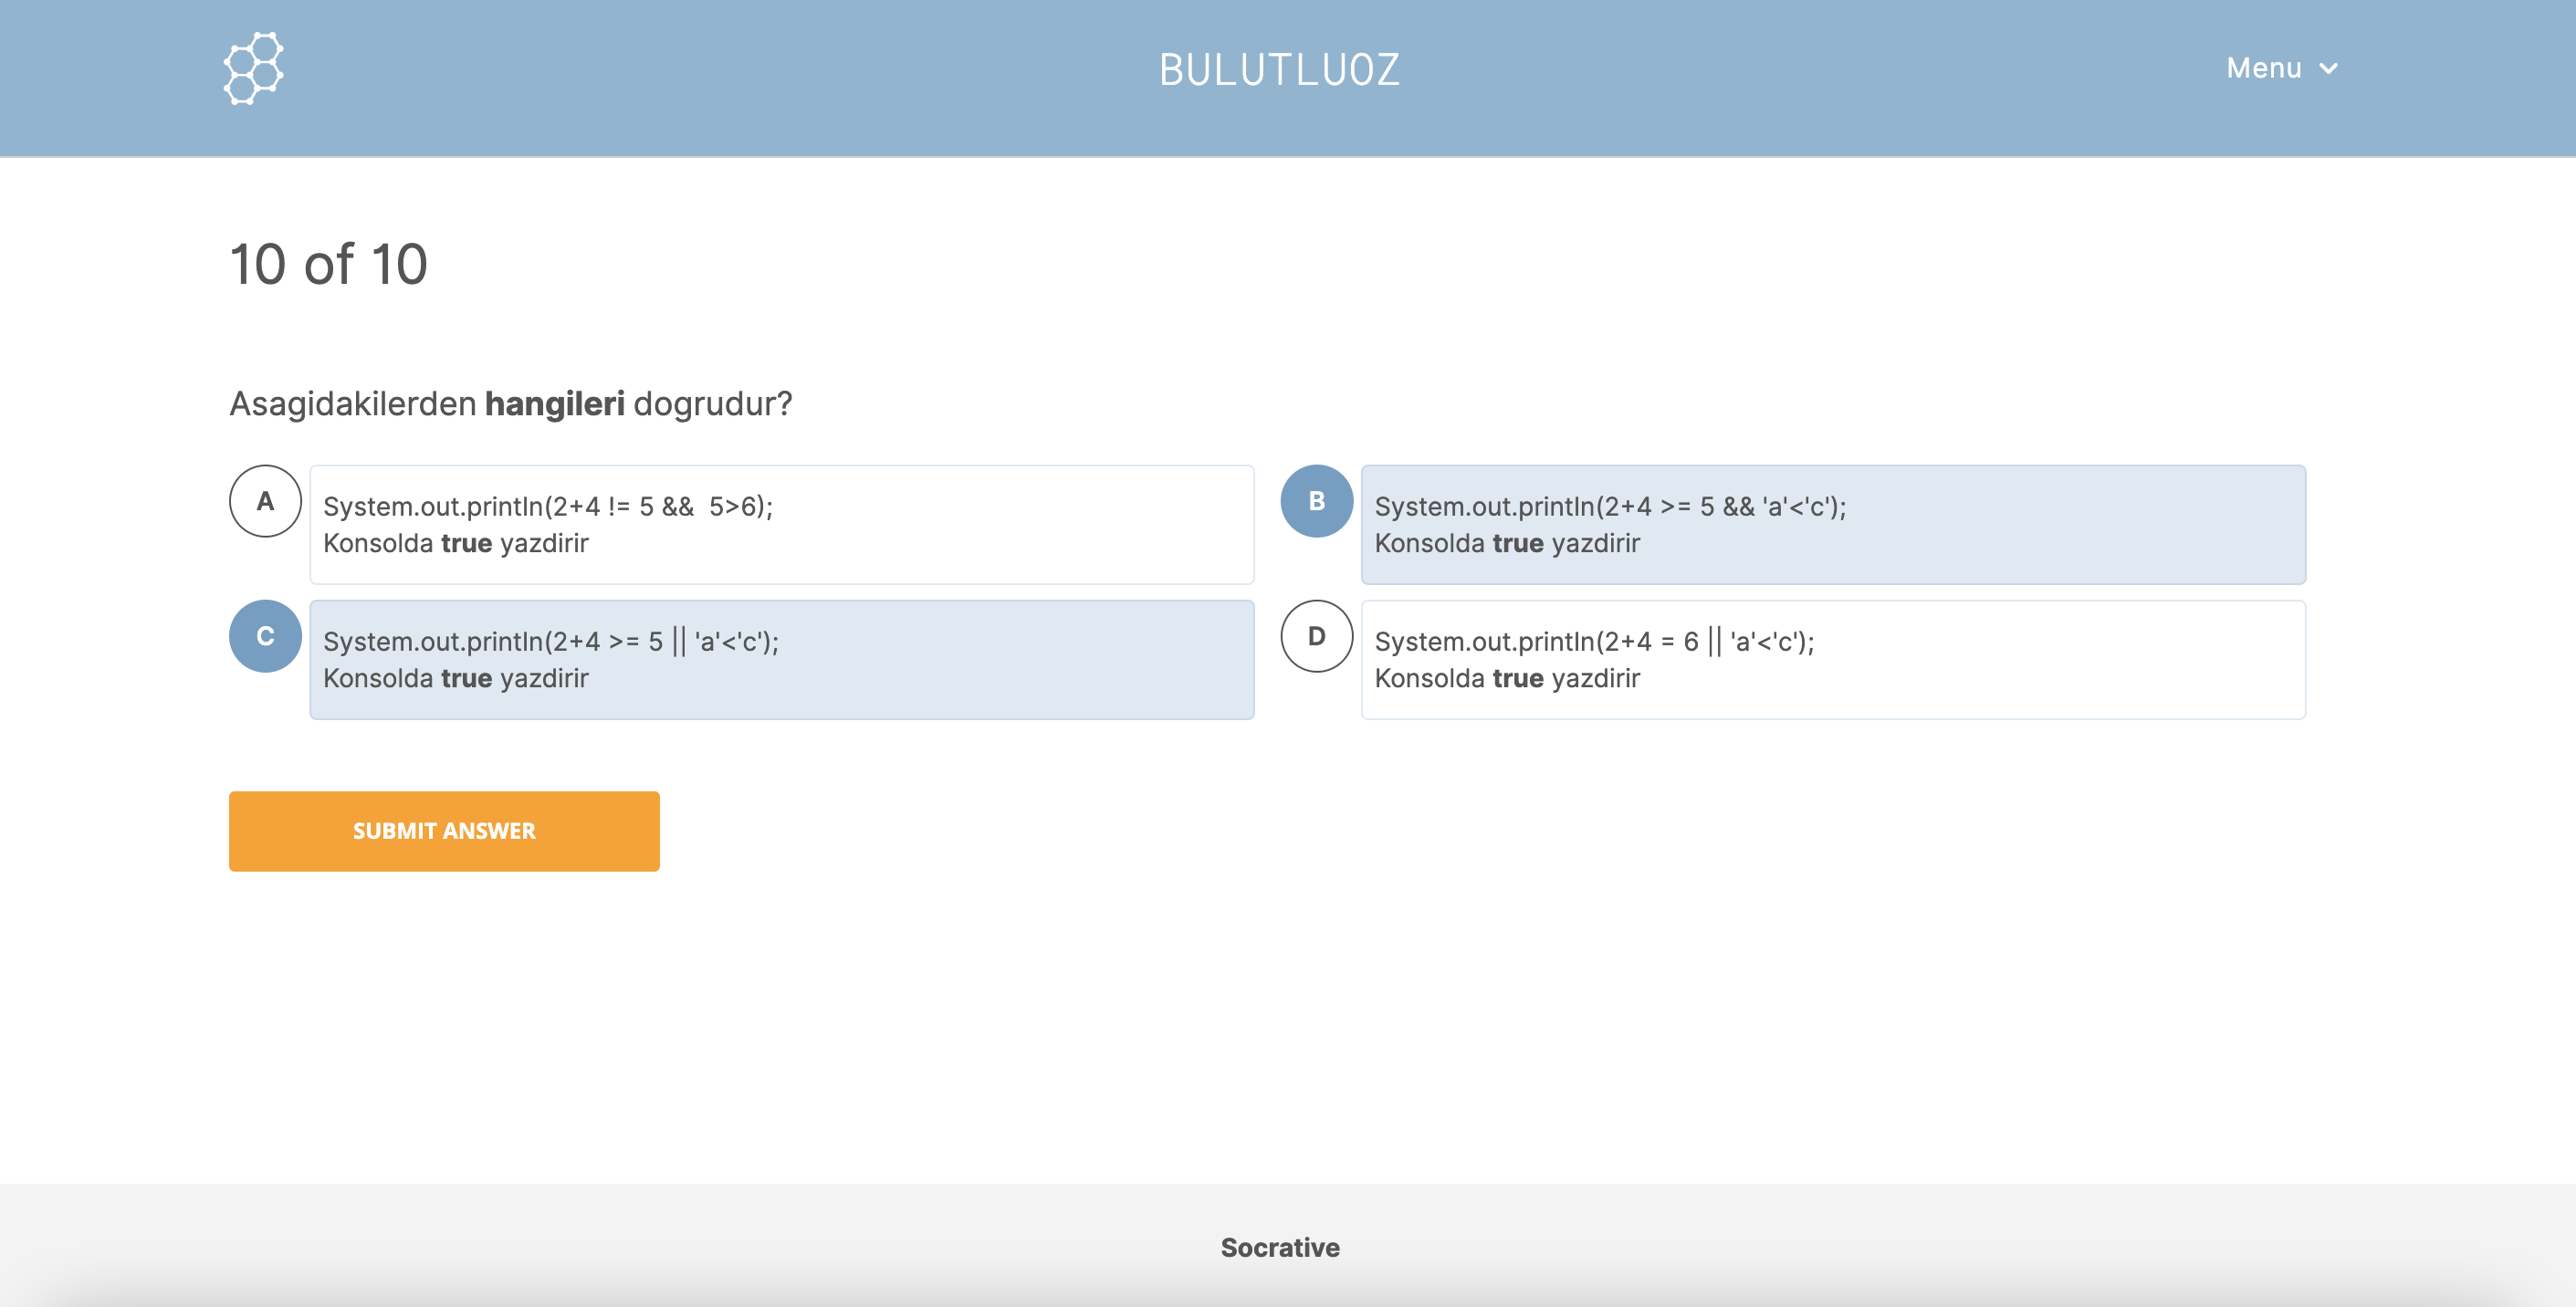 BULUTLUOZ
Menu
10 of 10
Asagidakilerden hangileri dogrudur?
A
System.out.println(2+4 != 5 &&  5>6);
Konsolda true yazdirir
B
System.out.println(2+4 >= 5 && 'a'<'c');
Konsolda true yazdirir
C
System.out.println(2+4 >= 5 || 'a'<'c');
Konsolda true yazdirir
D
System.out.println(2+4 = 6 || 'a'<'c');
Konsolda true yazdirir
SUBMIT ANSWER
Socrative